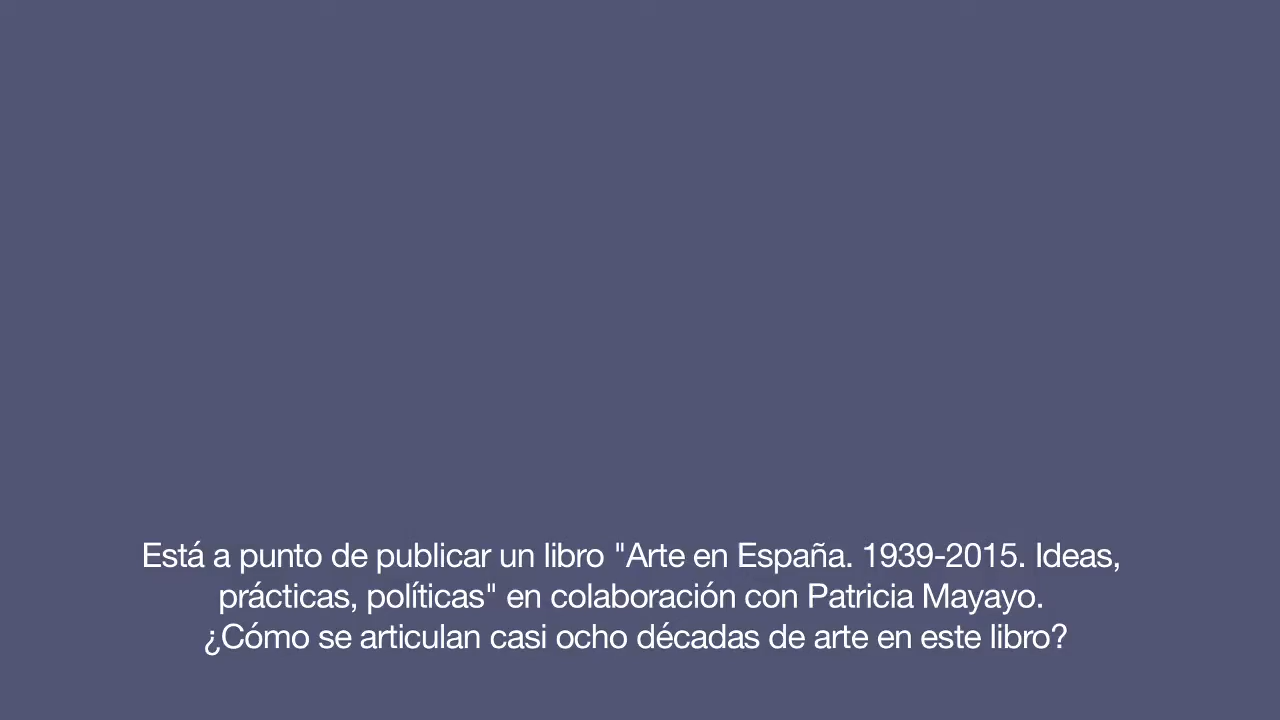 Está a punto de publicar un libro "Arte en España. 1939-2015. Ideas,
prácticas, políticas" en colaboración con Patricia Mayayo.
¿Cómo se articulan casi ocho décadas de arte en este libro?